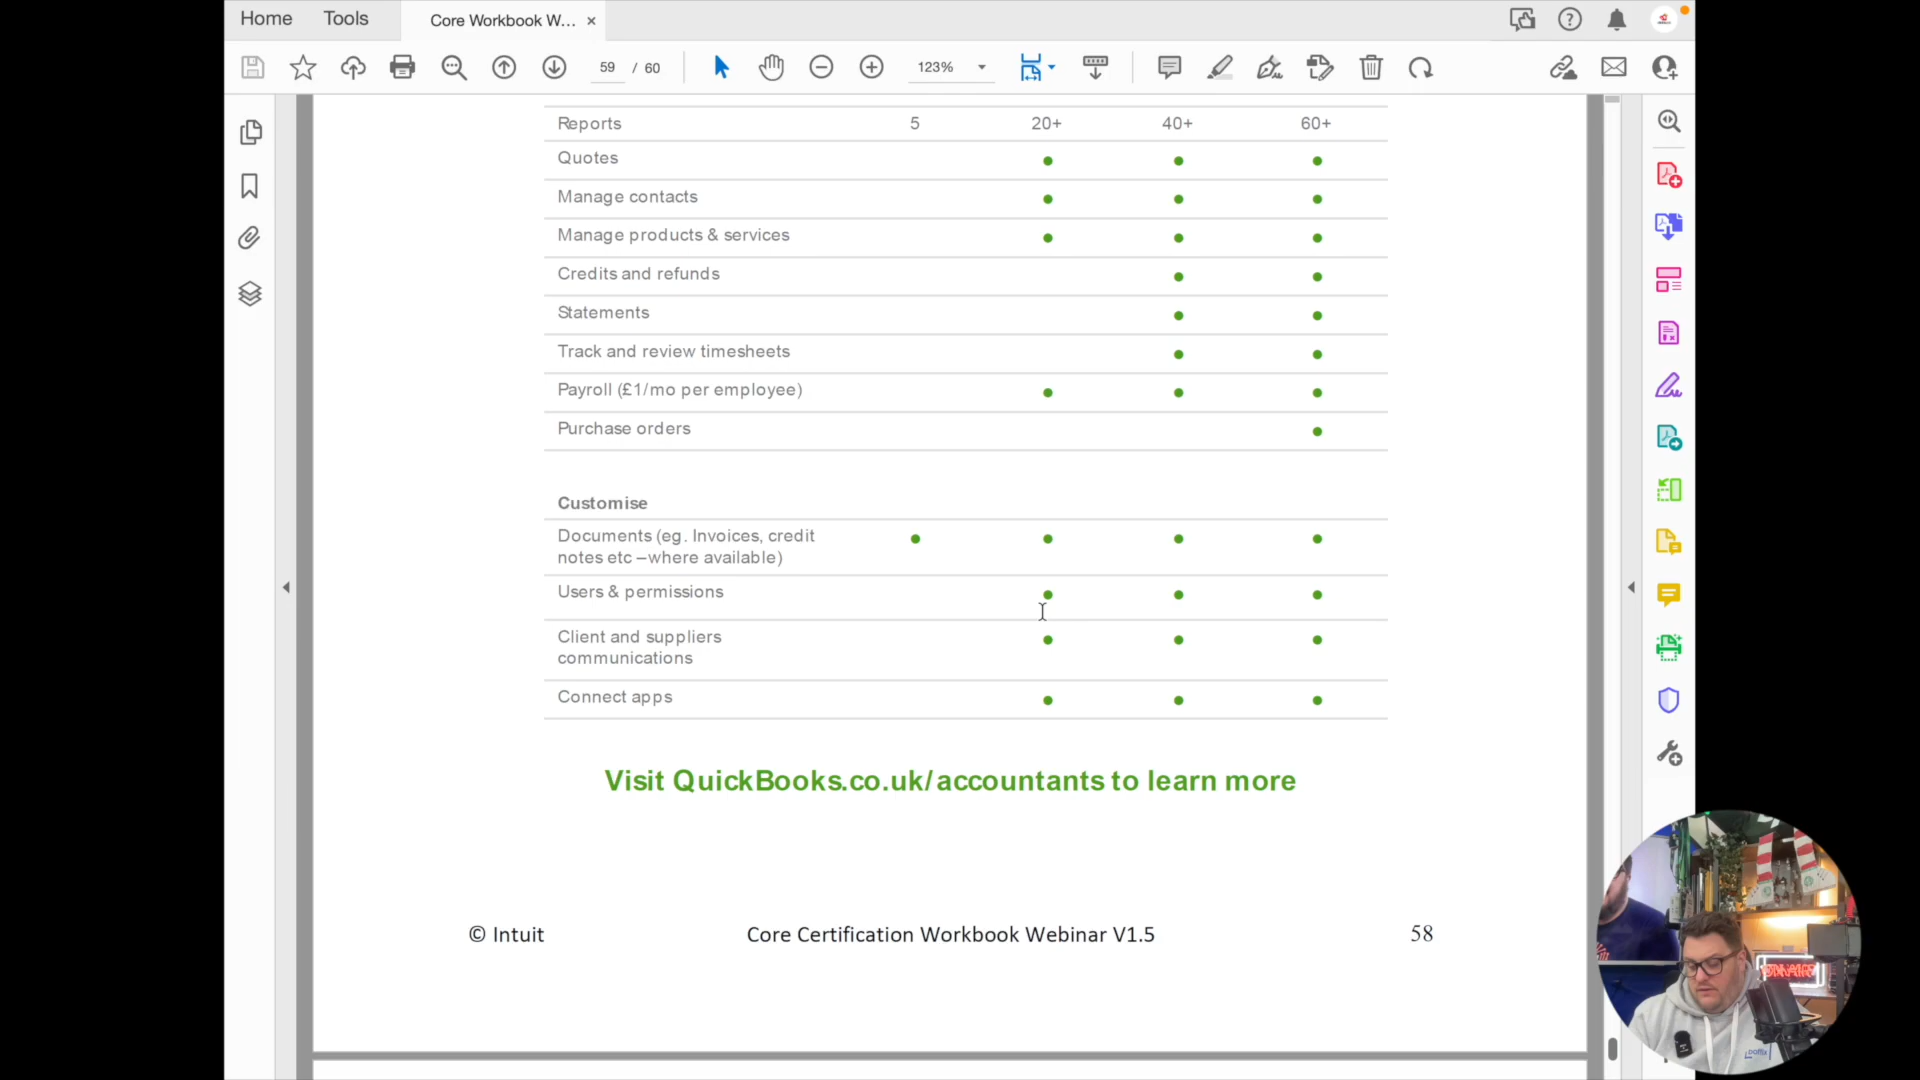 Home Tools Core Workbook W... ×
59 / 60 123%
Reports 5 20+ 40+ 60+
Quotes
Manage contacts
Manage products & services
Credits and refunds
Statements
Track and review timesheets
Payroll (£1/mo per employee)
Purchase orders
Customise
Documents (eg. Invoices, credit
notes etc –where available)
Users & permissions
Client and suppliers
communications
Connect apps
Visit QuickBooks.co.uk/accountants to learn more
© Intuit Core Certification Workbook Webinar V1.5 58